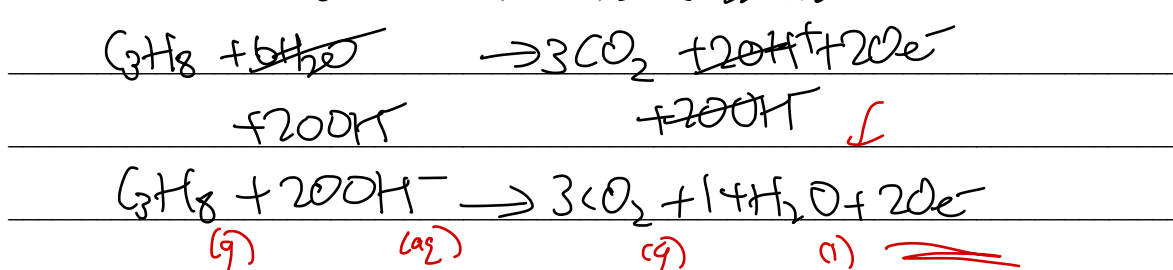 C₃H₈ + 6H₂O → 3CO₂ + 20H⁺ + 20e⁻
+20OH⁻ +20OH⁻
C₃H₈ + 20OH⁻ → 3CO₂ + 14H₂O + 20e⁻
(g) (aq) (g) (l)